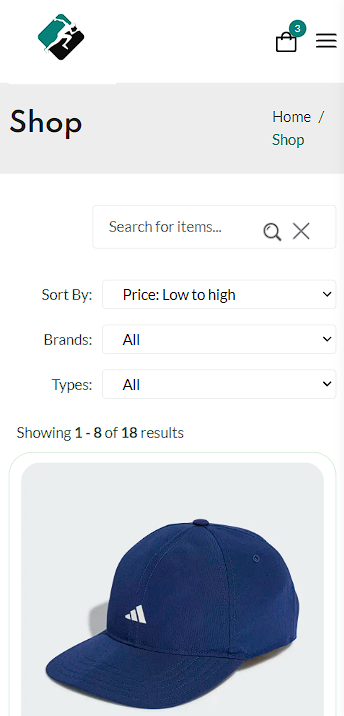 3
Shop
Home /
Shop
Search for items...
Sort By: Price: Low to high
Brands: All
Types: All
Showing 1 - 8 of 18 results